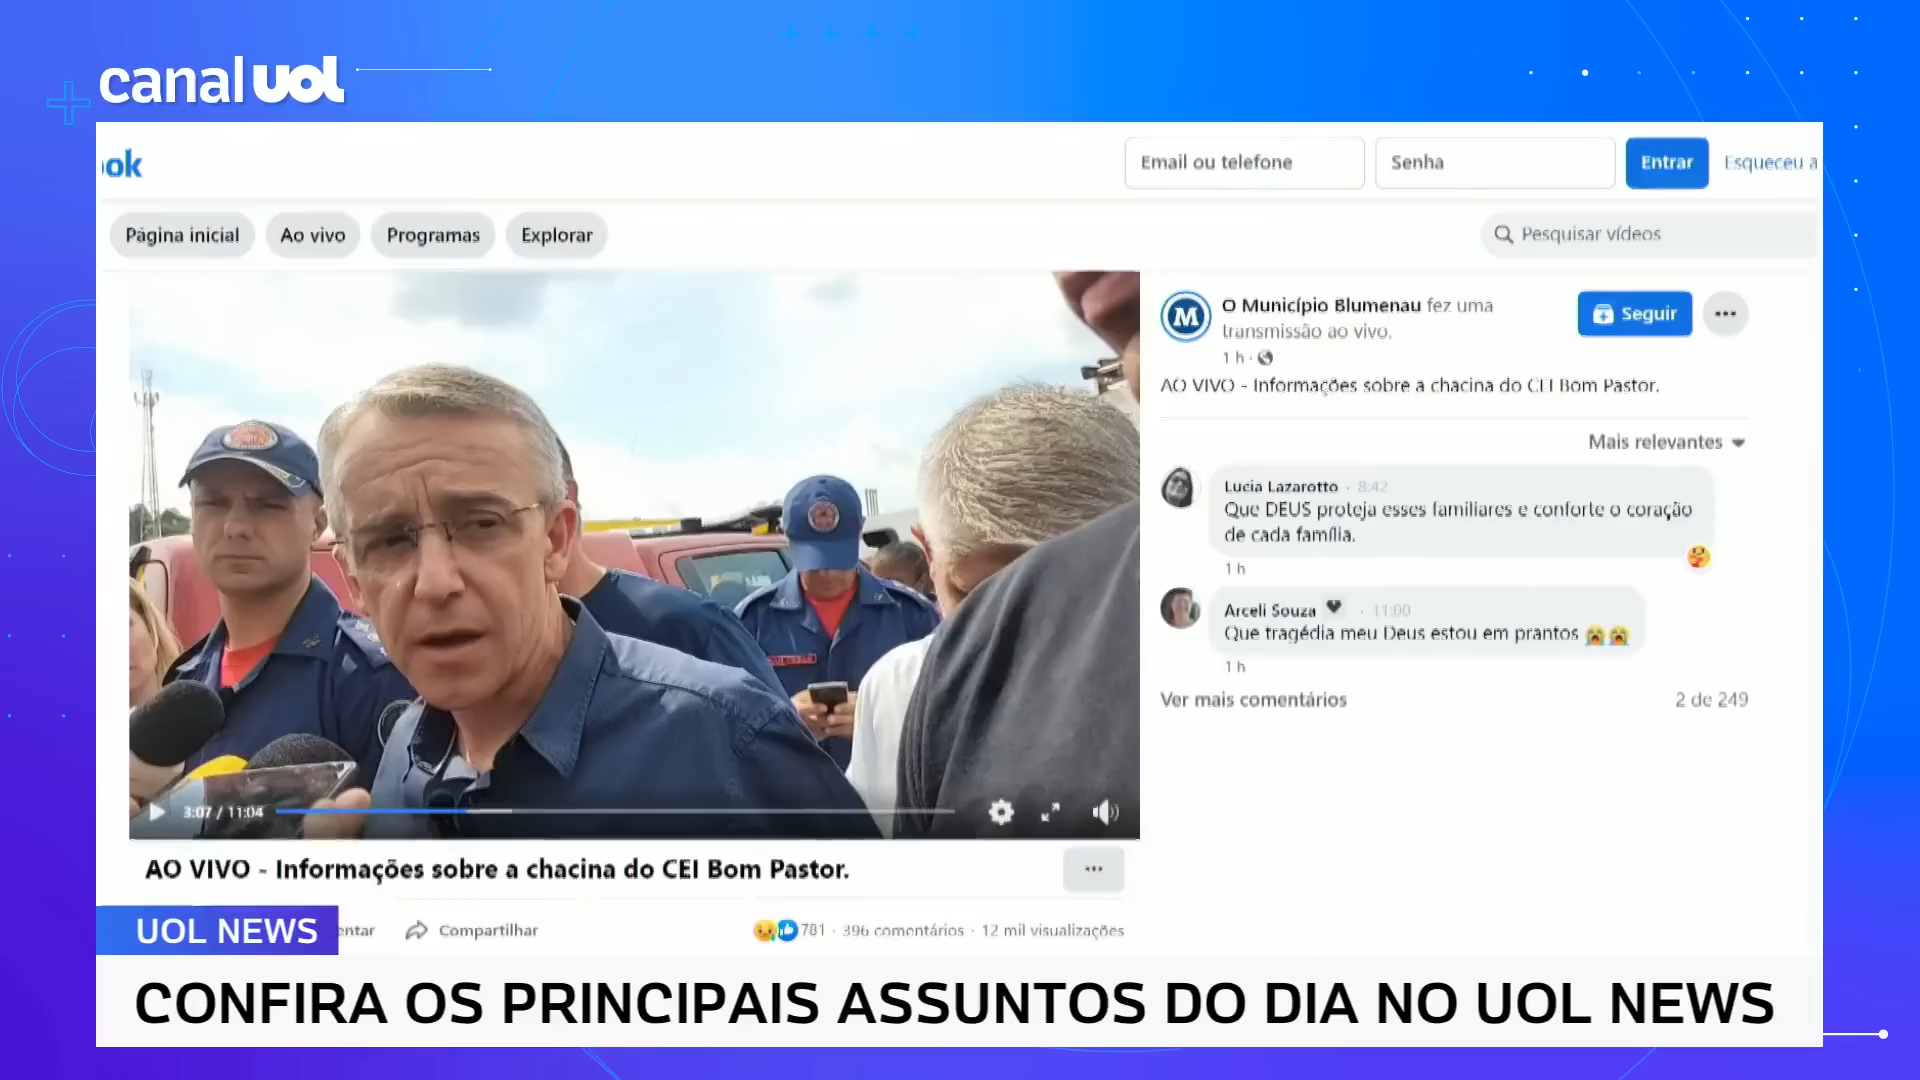 canal uol
ook
Email ou telefone
Senha
Entrar
Esqueceu a
Página inicial
Ao vivo
Programas
Explorar
Pesquisar vídeos
M
O Município Blumenau fez uma
transmissão ao vivo.
1 h ·
Seguir
AO VIVO - Informações sobre a chacina do CEI Bom Pastor.
Mais relevantes
Lucia Lazarotto · 8:42
Que DEUS proteja esses familiares e conforte o coração
de cada família.
1 h
Arceli Souza · 11:00
Que tragédia meu Deus estou em prantos 😭😭
1 h
Ver mais comentários
2 de 249
3:07 / 11:04
AO VIVO - Informações sobre a chacina do CEI Bom Pastor.
entar
Compartilhar
781 · 396 comentários · 12 mil visualizações
UOL NEWS
CONFIRA OS PRINCIPAIS ASSUNTOS DO DIA NO UOL NEWS